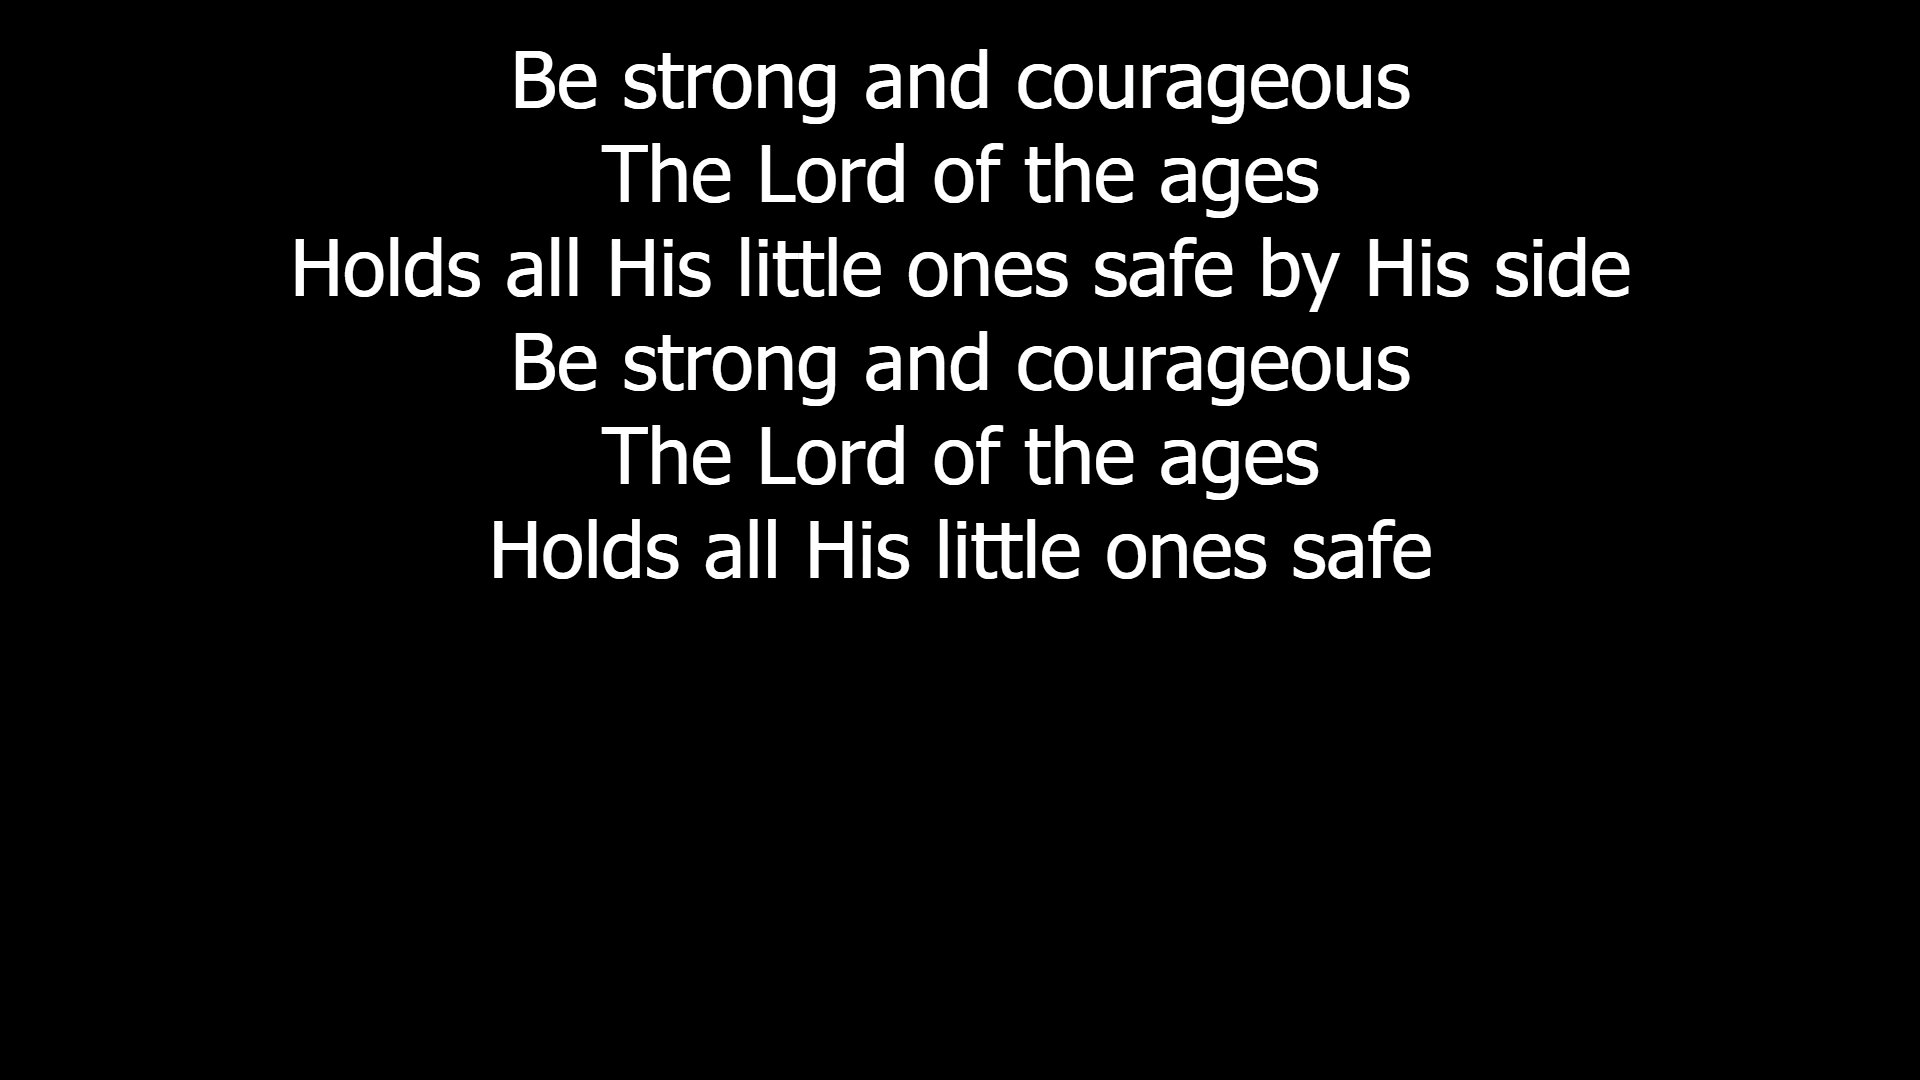 Be strong and courageous
The Lord of the ages
Holds all His little ones safe by His side
Be strong and courageous
The Lord of the ages
Holds all His little ones safe